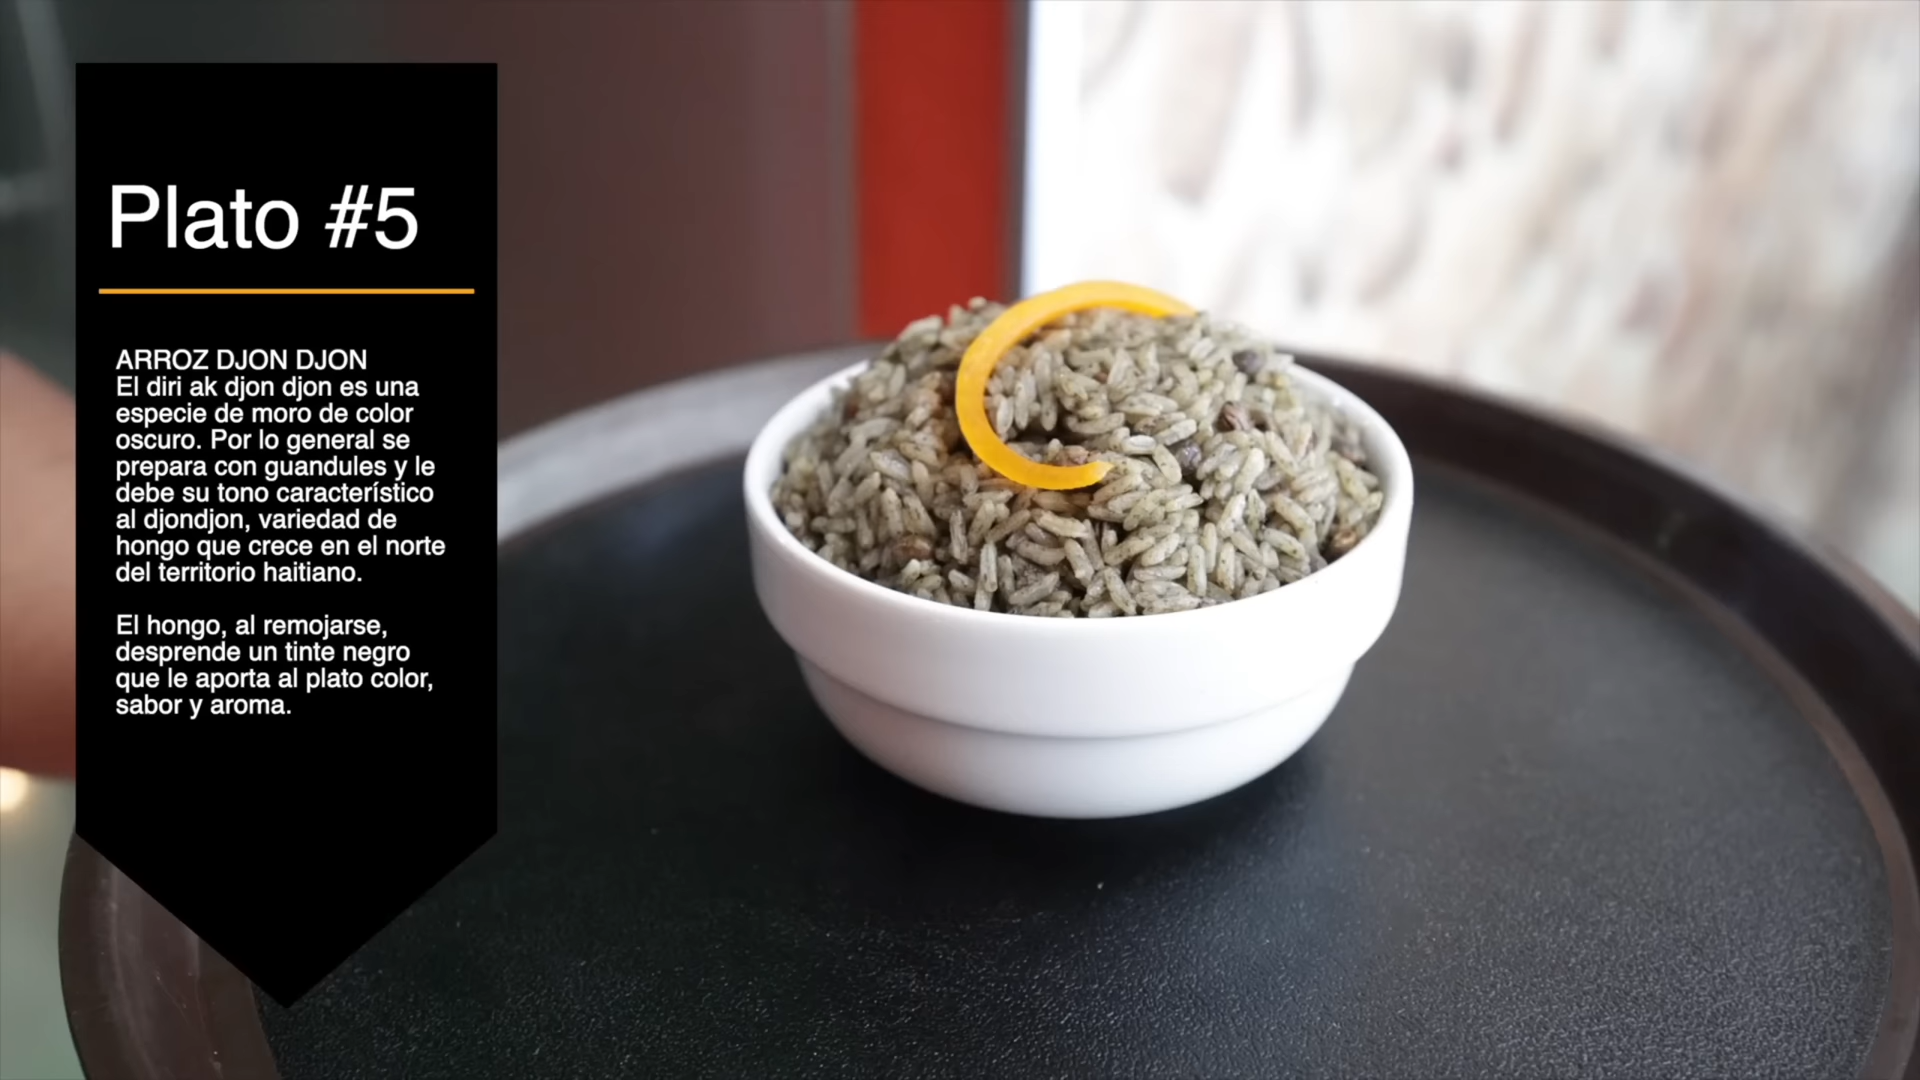 Plato #5
ARROZ DJON DJON
El diri ak djon djon es una
especie de moro de color
oscuro. Por lo general se
prepara con guandules y le
debe su tono característico
al djondjon, variedad de
hongo que crece en el norte
del territorio haitiano.
El hongo, al remojarse,
desprende un tinte negro
que le aporta al plato color,
sabor y aroma.